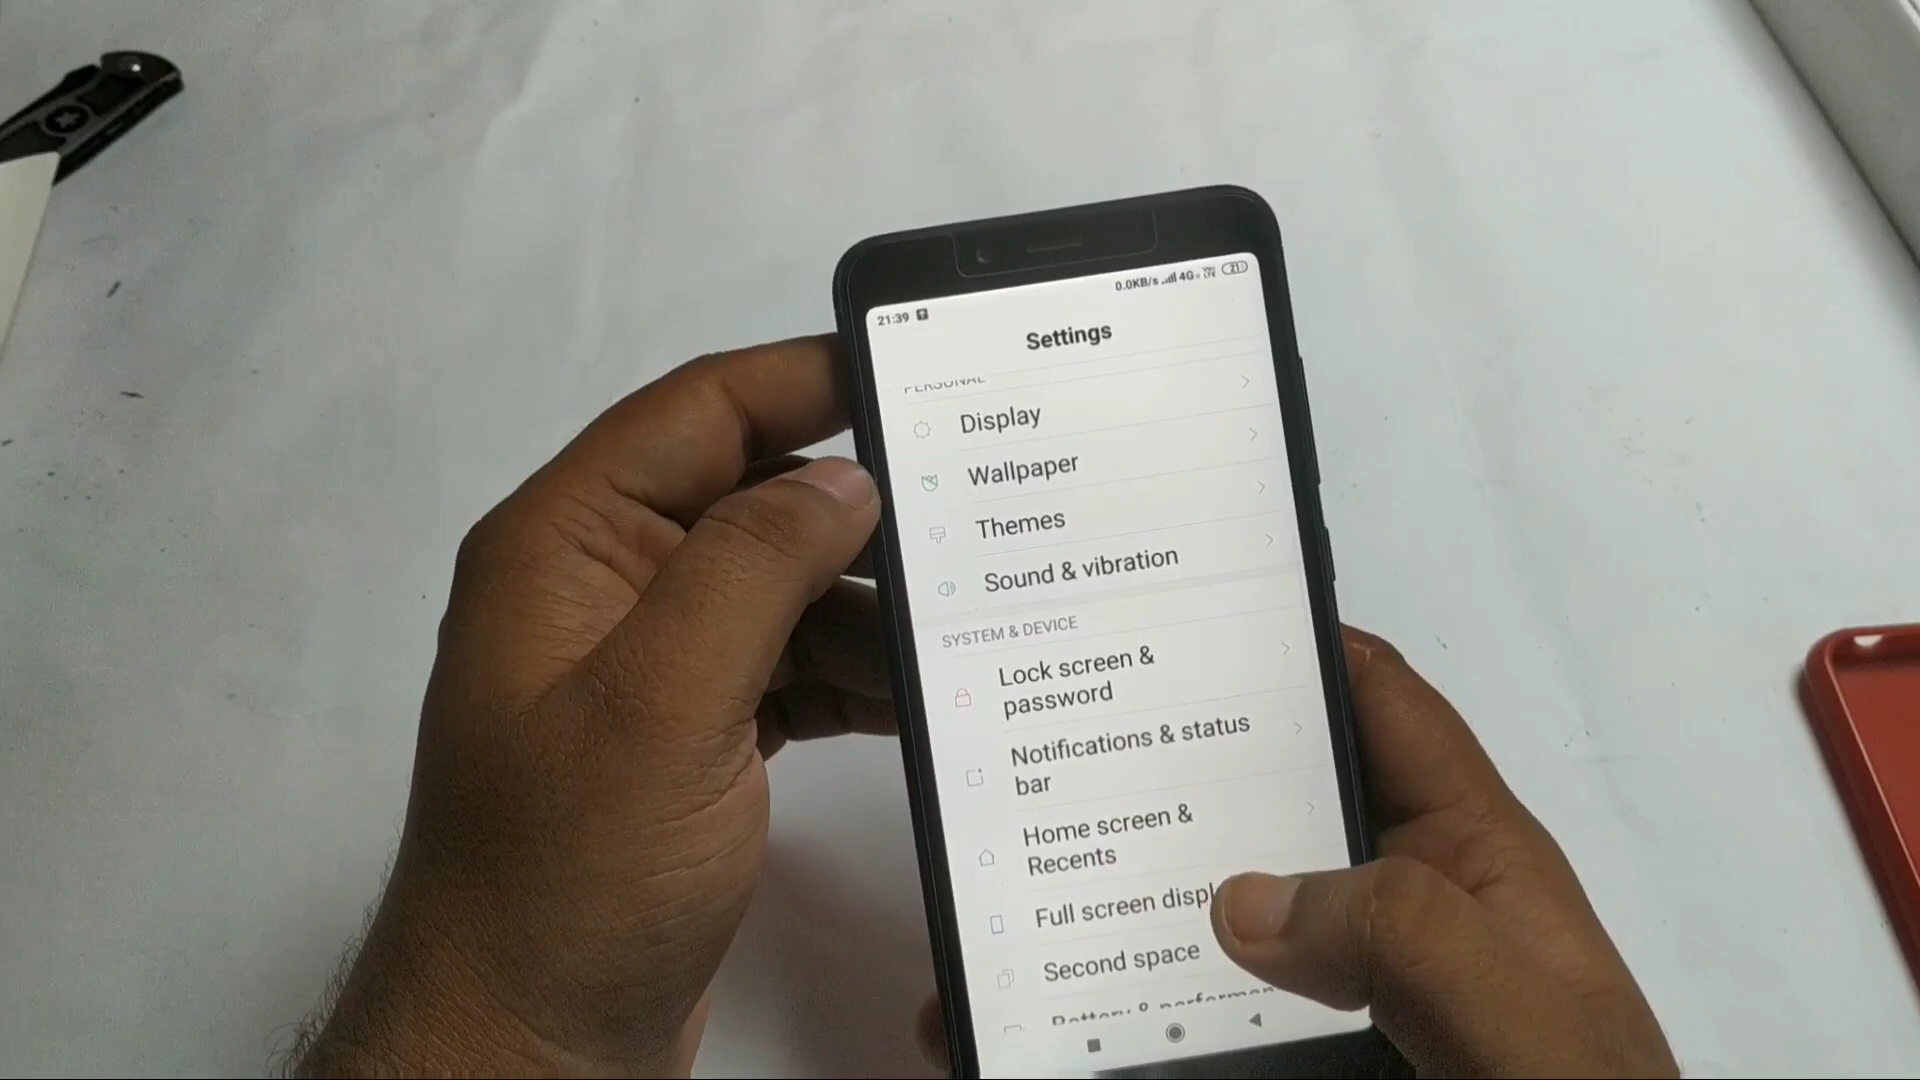 21:39
0.0KB/s 4G 21
Settings
PERSONAL
Display
Wallpaper
Themes
Sound & vibration
SYSTEM & DEVICE
Lock screen &
password
Notifications & status
bar
Home screen &
Recents
Full screen displ
Second space
Battery & performan